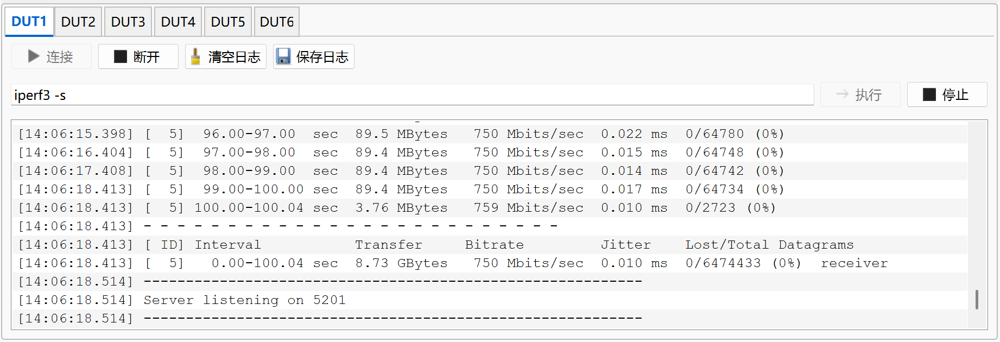 DUT1 DUT2 DUT3 DUT4 DUT5 DUT6
连接 断开 清空日志 保存日志
iperf3 -s 执行 停止
[14:06:15.398] [  5]  96.00-97.00  sec  89.5 MBytes   750 Mbits/sec  0.022 ms  0/64780 (0%)
[14:06:16.404] [  5]  97.00-98.00  sec  89.4 MBytes   750 Mbits/sec  0.015 ms  0/64748 (0%)
[14:06:17.408] [  5]  98.00-99.00  sec  89.4 MBytes   750 Mbits/sec  0.014 ms  0/64742 (0%)
[14:06:18.413] [  5]  99.00-100.00 sec  89.4 MBytes   750 Mbits/sec  0.017 ms  0/64734 (0%)
[14:06:18.413] [  5] 100.00-100.04 sec  3.76 MBytes   759 Mbits/sec  0.010 ms  0/2723 (0%)
[14:06:18.413] - - - - - - - - - - - - - - - - - - - - - - - - -
[14:06:18.413] [ ID] Interval           Transfer     Bitrate         Jitter    Lost/Total Datagrams
[14:06:18.413] [  5]   0.00-100.04 sec  8.73 GBytes   750 Mbits/sec  0.010 ms  0/6474433 (0%)  receiver
[14:06:18.514] -----------------------------------------------------------
[14:06:18.514] Server listening on 5201
[14:06:18.514] -----------------------------------------------------------